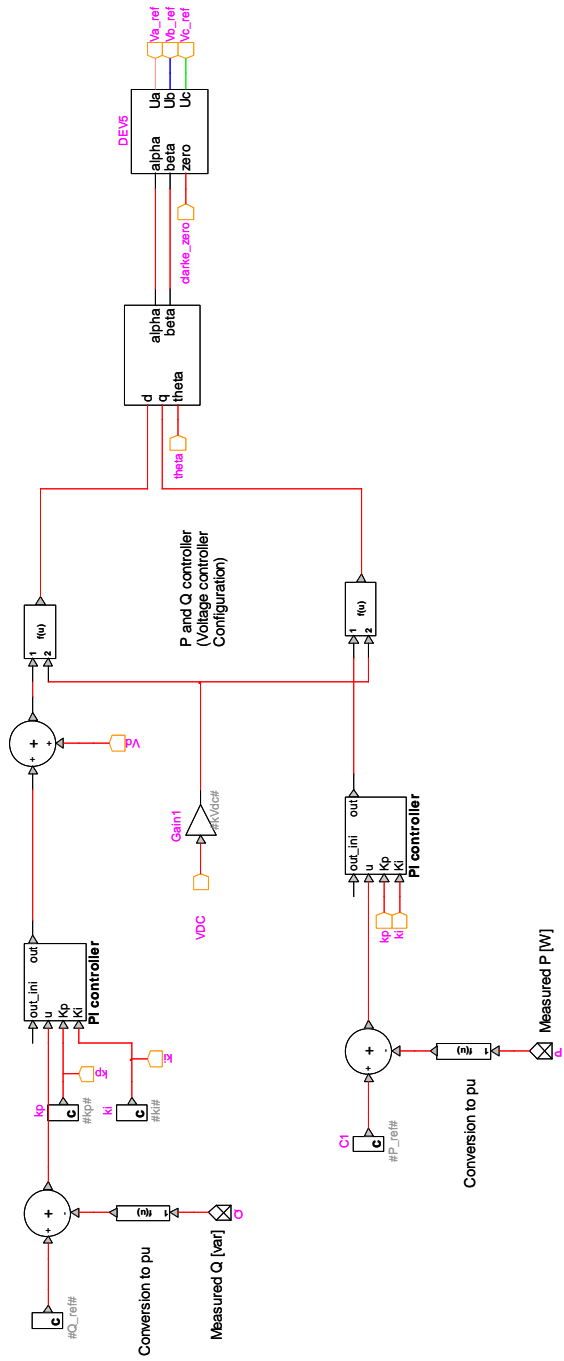 #Q_ref#
c
+
+
-
Conversion to pu
1
f(u)
Measured Q [var]
Q
kp
c
#kp#
kp
ki
c
#ki#
ki
out_ini
u
Kp
Ki
out
PI controller
+
+
+
Vd
1
2
f(u)
VDC
Gain1
#kVdc#
P and Q controller
(Voltage controller
Configuration)
C1
c
#P_ref#
+
+
-
Conversion to pu
1
f(u)
Measured P [W]
P
kp
ki
out_ini
u
Kp
Ki
out
PI controller
1
2
f(u)
theta
d
q
theta
alpha
beta
darke_zero
DEV5
alpha
beta
zero
Ua
Ub
Uc
Va_ref
Vb_ref
Vc_ref